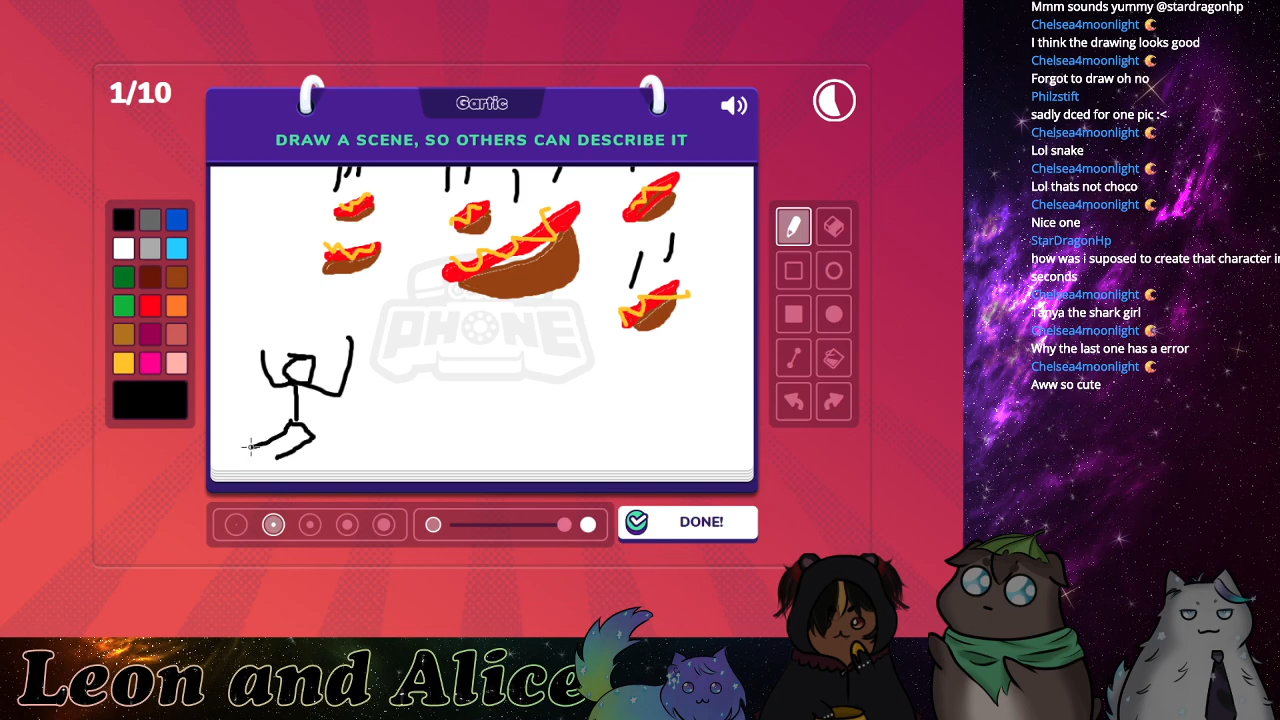 1/10
Gartic
DRAW A SCENE, SO OTHERS CAN DESCRIBE IT
PHONE
DONE!
Mmm sounds yummy @stardragonhp
Chelsea4moonlight
I think the drawing looks good
Chelsea4moonlight
Forgot to draw oh no
Philzstift
sadly dced for one pic :<
Chelsea4moonlight
Lol snake
Chelsea4moonlight
Lol thats not choco
Chelsea4moonlight
Nice one
StarDragonHp
how was i suposed to create that character in
seconds
Chelsea4moonlight
Tanya the shark girl
Chelsea4moonlight
Why the last one has a error
Chelsea4moonlight
Aww so cute
Leon and Alice